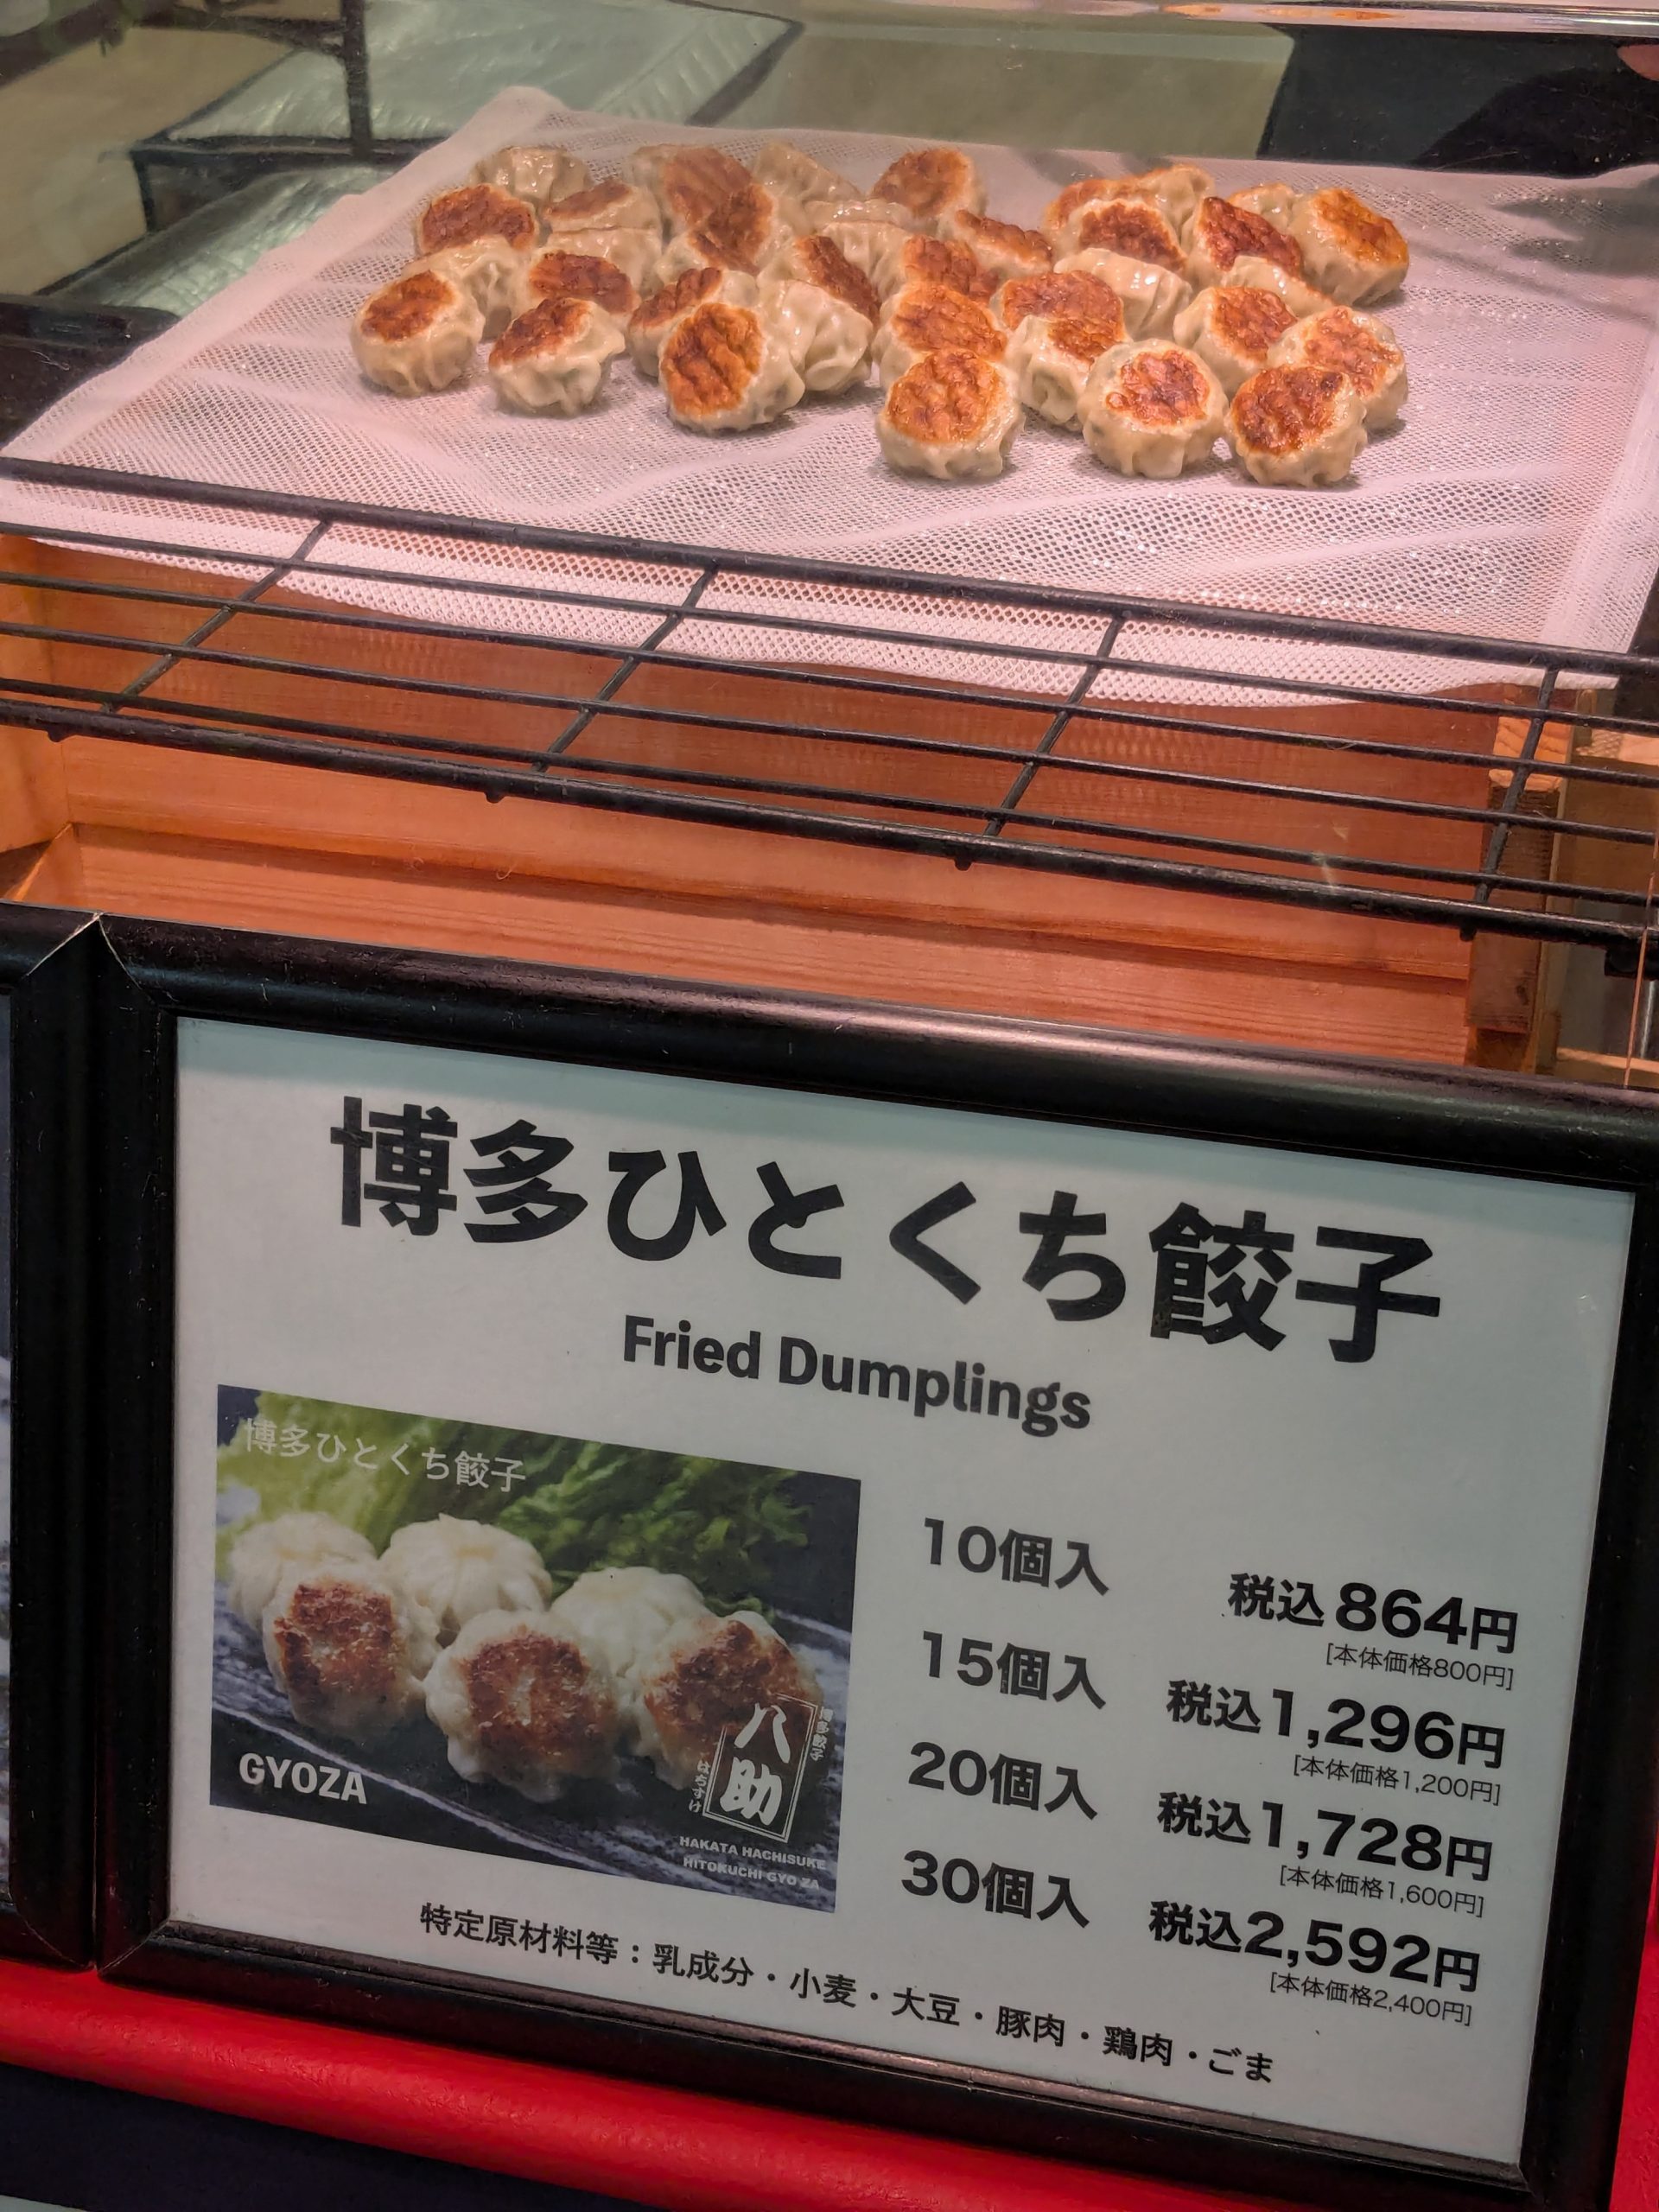 博多ひとくち餃子
Fried Dumplings
博多ひとくち餃子
GYOZA
博多餃子
八助
はちすけ
HAKATA HACHISUKE
HITOKUCHI GYOZA
10個入 税込864円
[本体価格800円]
15個入 税込1,296円
[本体価格1,200円]
20個入 税込1,728円
[本体価格1,600円]
30個入 税込2,592円
[本体価格2,400円]
特定原材料等：乳成分・小麦・大豆・豚肉・鶏肉・ごま